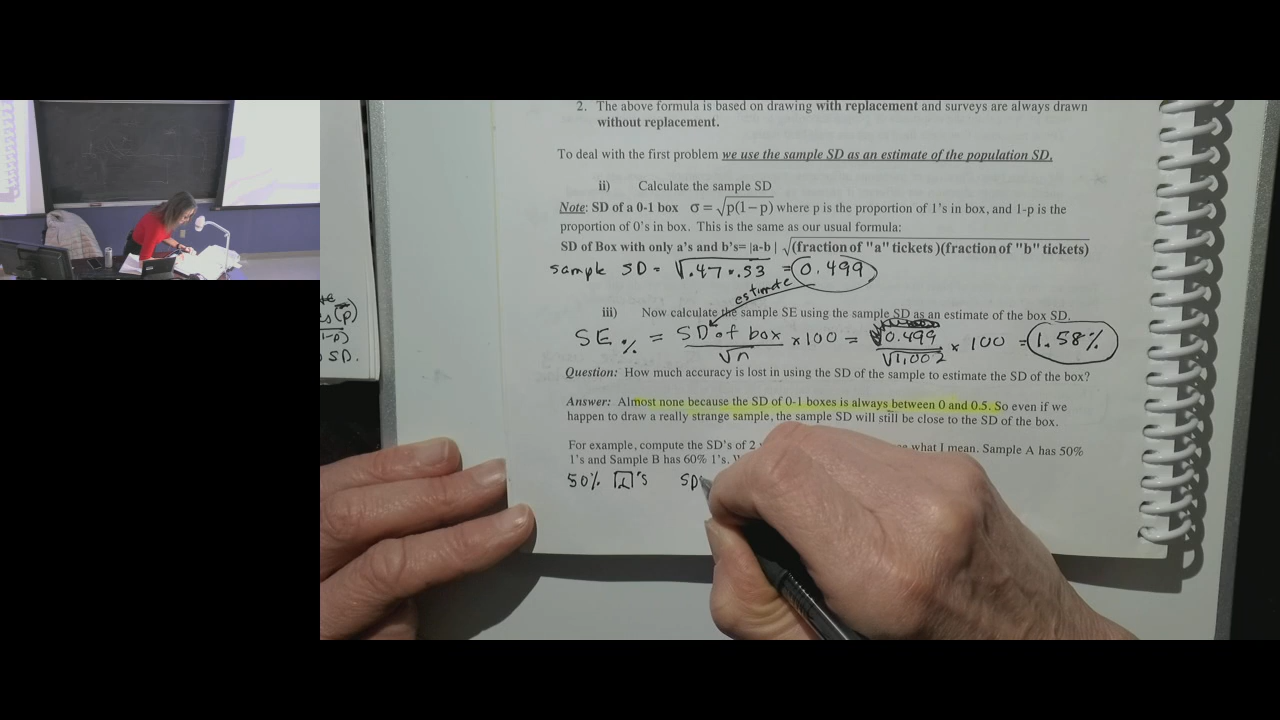 2. The above formula is based on drawing with replacement and surveys are always drawn
without replacement.
To deal with the first problem we use the sample SD as an estimate of the population SD.
ii) Calculate the sample SD
Note: SD of a 0-1 box σ = √p(1−p) where p is the proportion of 1's in box, and 1-p is the
proportion of 0's in box. This is the same as our usual formula:
SD of Box with only a's and b's= |a-b | √(fraction of "a" tickets )(fraction of "b" tickets)
sample SD = √.47 * .53 = 0.499
estimate
iii) Now calculate the sample SE using the sample SD as an estimate of the box SD.
SE % = SD of box / √n × 100 = 0.499 / √1,002 × 100 = 1.58%
Question: How much accuracy is lost in using the SD of the sample to estimate the SD of the box?
Answer: Almost none because the SD of 0-1 boxes is always between 0 and 0.5. So even if we
happen to draw a really strange sample, the sample SD will still be close to the SD of the box.
For example, compute the SD's of 2 what I mean. Sample A has 50%
1's and Sample B has 60% 1's.
50% 1's SD
(p)
1-p)
SD.